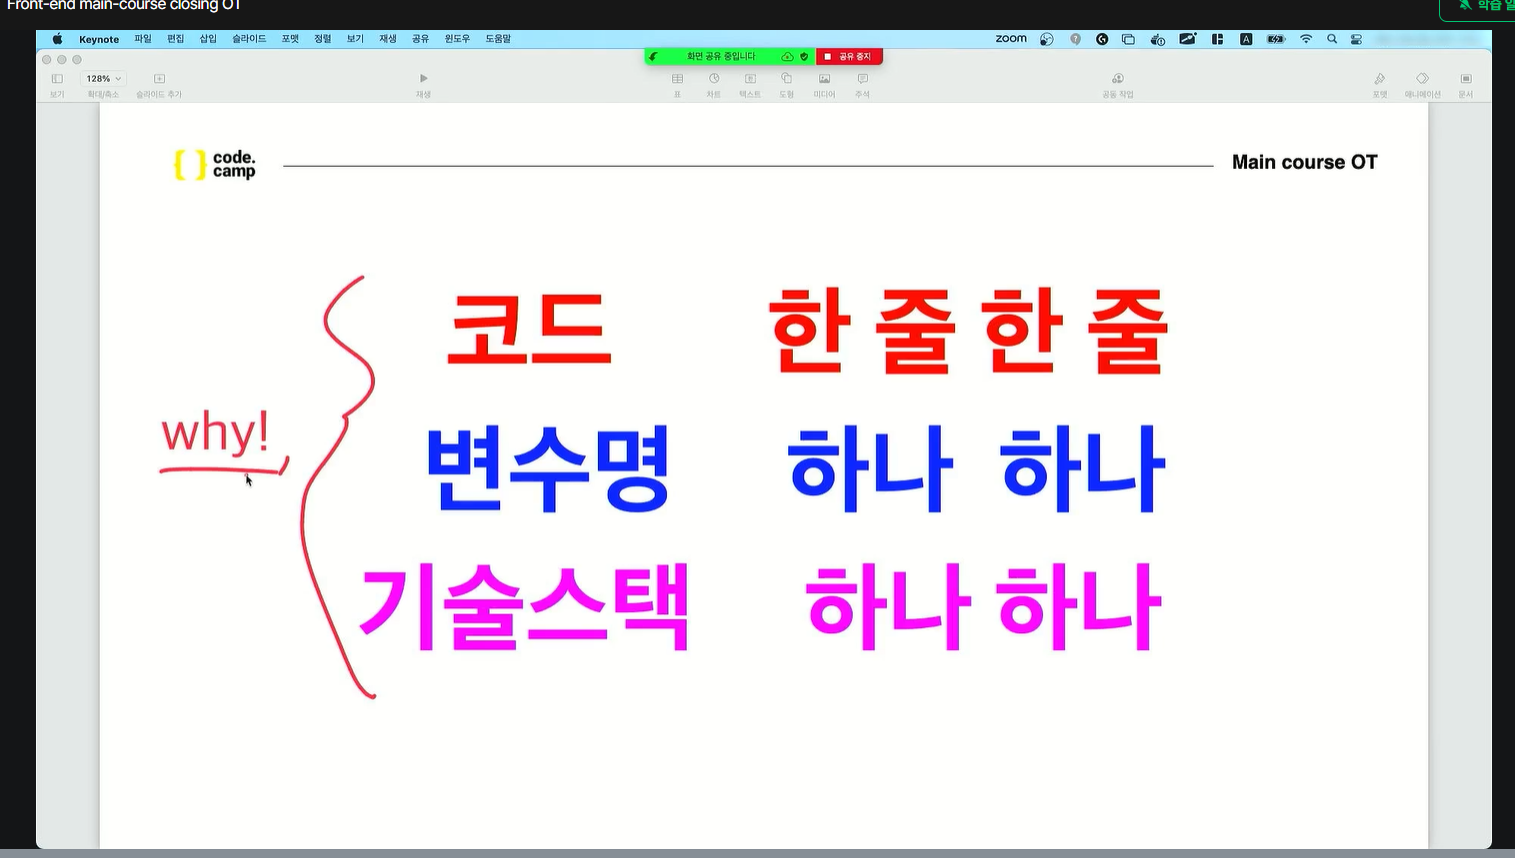 Front-end main-course closing OT
학습
Keynote 파일 편집 삽입 슬라이드 포맷 정렬 보기 재생 공유 윈도우 도움말 zoom
화면 공유 중입니다 공유 중지
128%
보기 확대/축소 슬라이드 추가 재생 표 차트 텍스트 도형 미디어 주석 공동 작업 포맷 애니메이션 문서
{ } code.
camp
Main course OT
코드 한 줄 한 줄
why!
변수명 하나 하나
기술스택 하나 하나